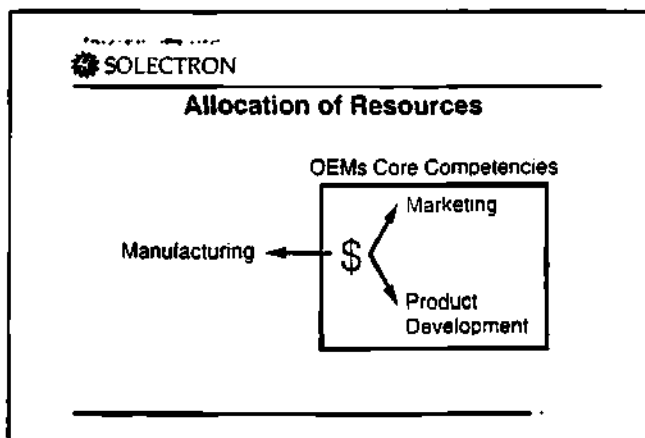 SOLECTRON
Allocation of Resources
OEMs Core Competencies
Marketing
Manufacturing
$
Product
Development